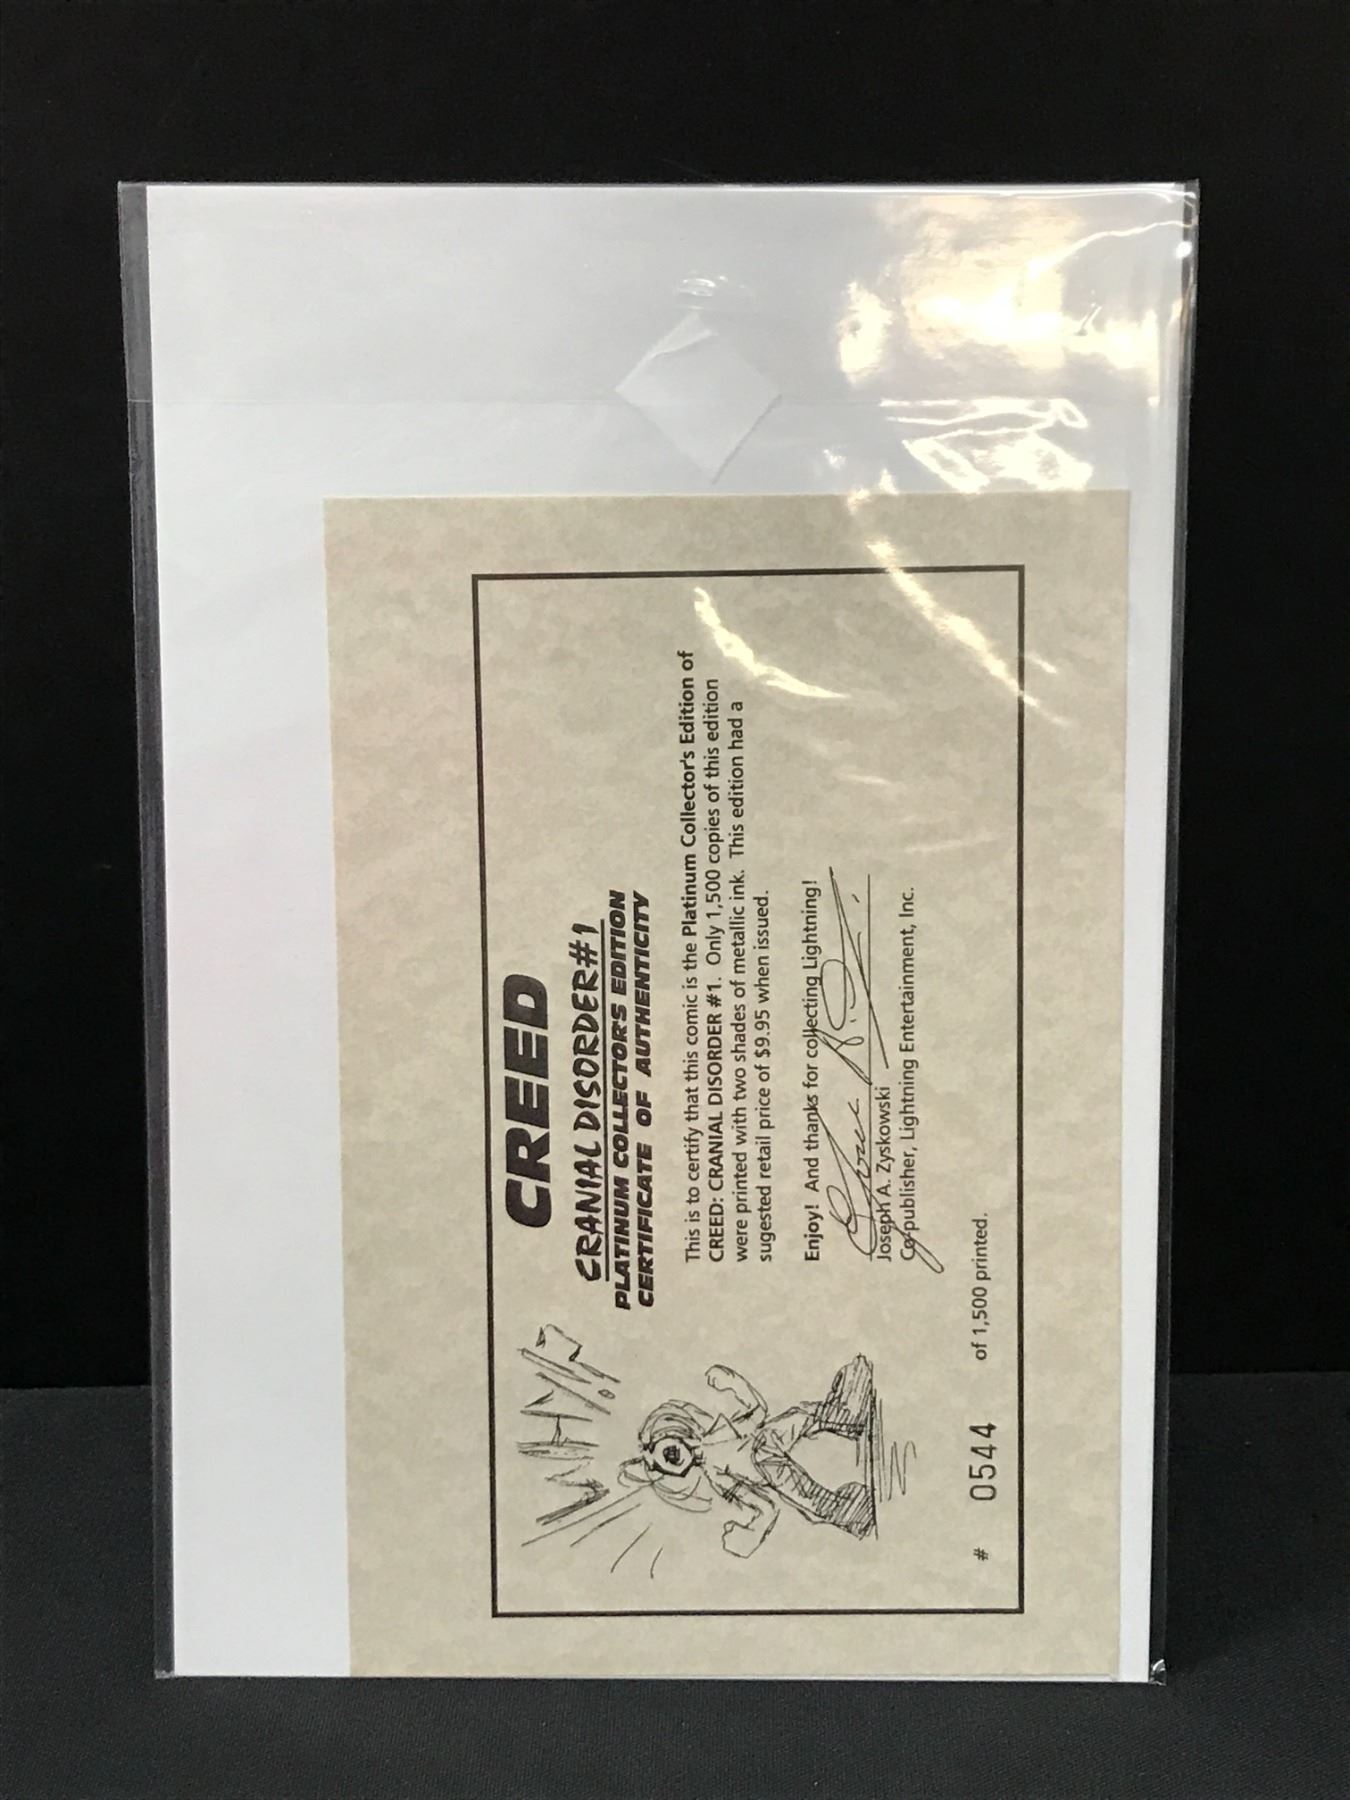 CREED
CRANIAL DISORDER #1
PLATINUM COLLECTOR'S EDITION
CERTIFICATE OF AUTHENTICITY
This is to certify that this comic is the Platinum Collector's Edition of
CREED: CRANIAL DISORDER #1. Only 1,500 copies of this edition
were printed with two shades of metallic ink. This edition had a
sugested retail price of $9.95 when issued.
Enjoy! And thanks for collecting Lightning!
Joseph A. Zyskowski
Co-publisher, Lightning Entertainment, Inc.
WHY?!
# 0544 of 1,500 printed.